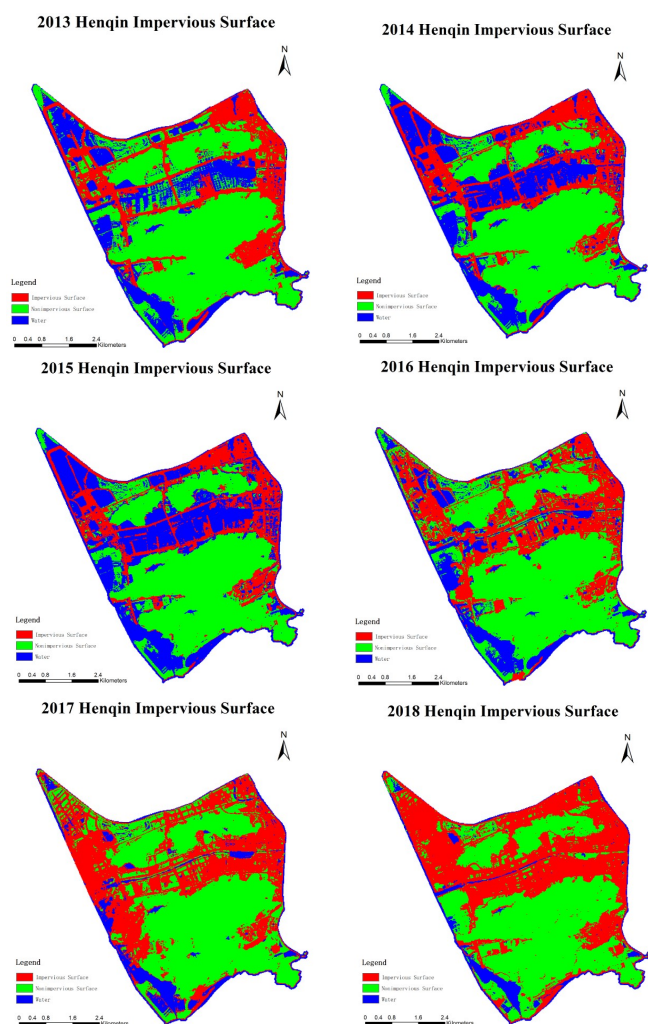 2013 Henqin Impervious Surface
N
Legend
Impervious Surface
Nonimpervious Surface
Water
0 0.4 0.8 1.6 2.4
Kilometers
2014 Henqin Impervious Surface
N
Legend
Impervious Surface
Nonimpervious Surface
Water
0 0.4 0.8 1.6 2.4
Kilometers
2015 Henqin Impervious Surface
N
Legend
Impervious Surface
Nonimpervious Surface
Water
0 0.4 0.8 1.6 2.4
Kilometers
2016 Henqin Impervious Surface
N
Legend
Impervious Surface
Nonimpervious Surface
Water
0 0.4 0.8 1.6 2.4
Kilometers
2017 Henqin Impervious Surface
N
Legend
Impervious Surface
Nonimpervious Surface
Water
0 0.4 0.8 1.6 2.4
Kilometers
2018 Henqin Impervious Surface
N
Legend
Impervious Surface
Nonimpervious Surface
Water
0 0.4 0.8 1.6 2.4
Kilometers